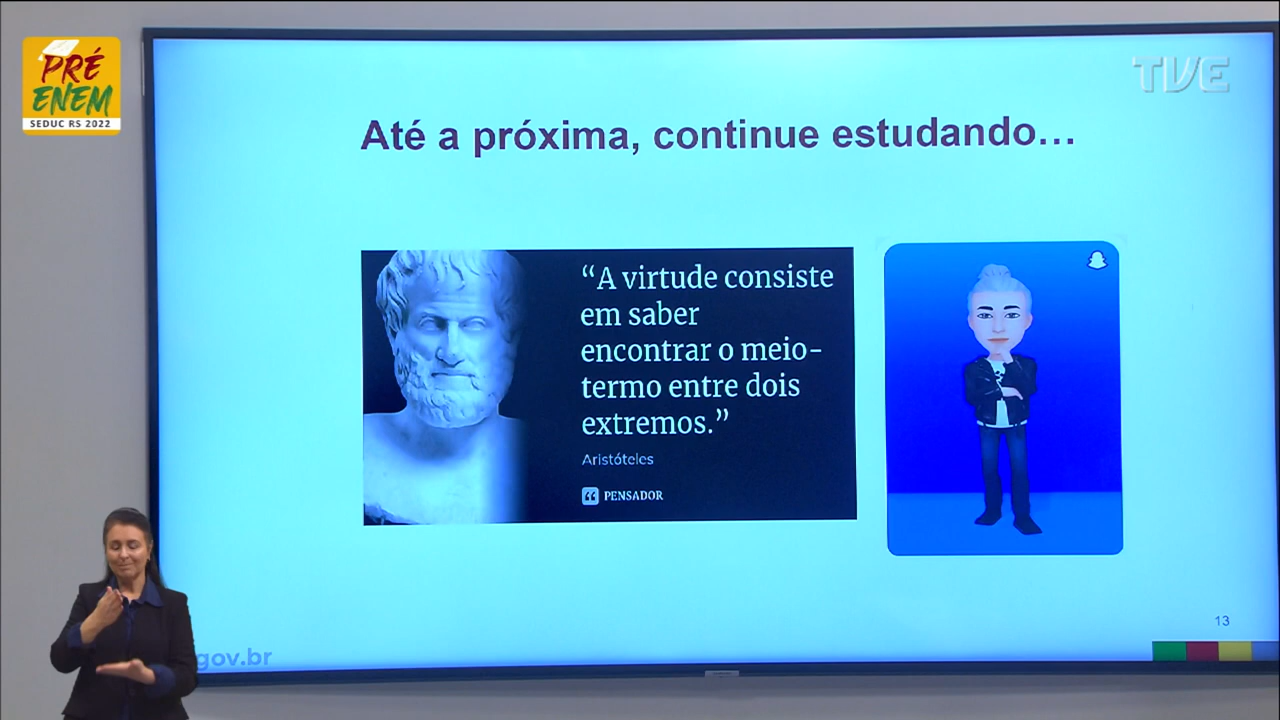 PRÉ
ENEM
SEDUC RS 2022
TVE
Até a próxima, continue estudando...
“A virtude consiste
em saber
encontrar o meio-
termo entre dois
extremos.”
Aristóteles
PENSADOR
13
gov.br